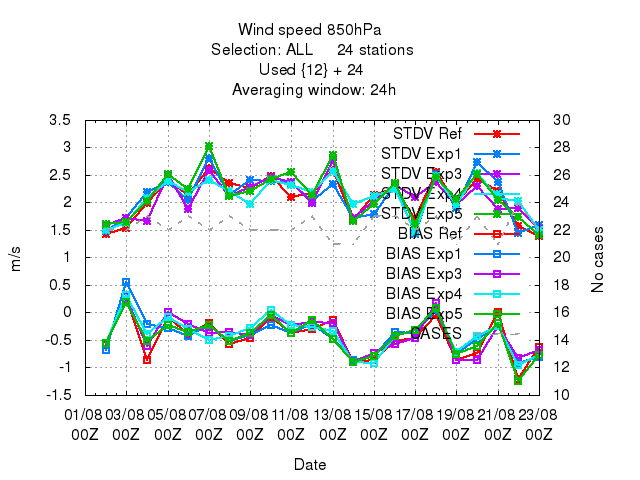 Wind speed 850hPa
Selection: ALL 24 stations
Used {12} + 24
Averaging window: 24h
3.5
3
2.5
2
1.5
1
0.5
0
-0.5
-1
-1.5
m/s
30
28
26
24
22
20
18
16
14
12
10
No cases
STDV Ref
STDV Exp1
STDV Exp3
STDV Exp4
STDV Exp5
BIAS Ref
BIAS Exp1
BIAS Exp3
BIAS Exp4
BIAS Exp5
CASES
01/08 03/08 05/08 07/08 09/08 11/08 13/08 15/08 17/08 19/08 21/08 23/08
00Z 00Z 00Z 00Z 00Z 00Z 00Z 00Z 00Z 00Z 00Z 00Z
Date